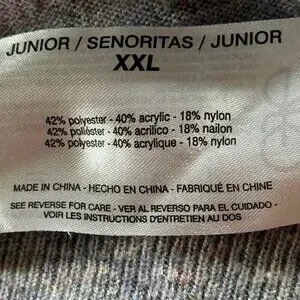 JUNIOR / SENORITAS / JUNIOR
XXL
42% polyester - 40% acrylic - 18% nylon
42% poliéster - 40% acrilico - 18% nailon
42% polyester - 40% acrylique - 18% nylon
MADE IN CHINA - HECHO EN CHINA - FABRIQUÉ EN CHINE
SEE REVERSE FOR CARE - VER AL REVERSO PARA EL CUIDADO -
VOIR LES INSTRUCTIONS D'ENTRETIEN AU DOS